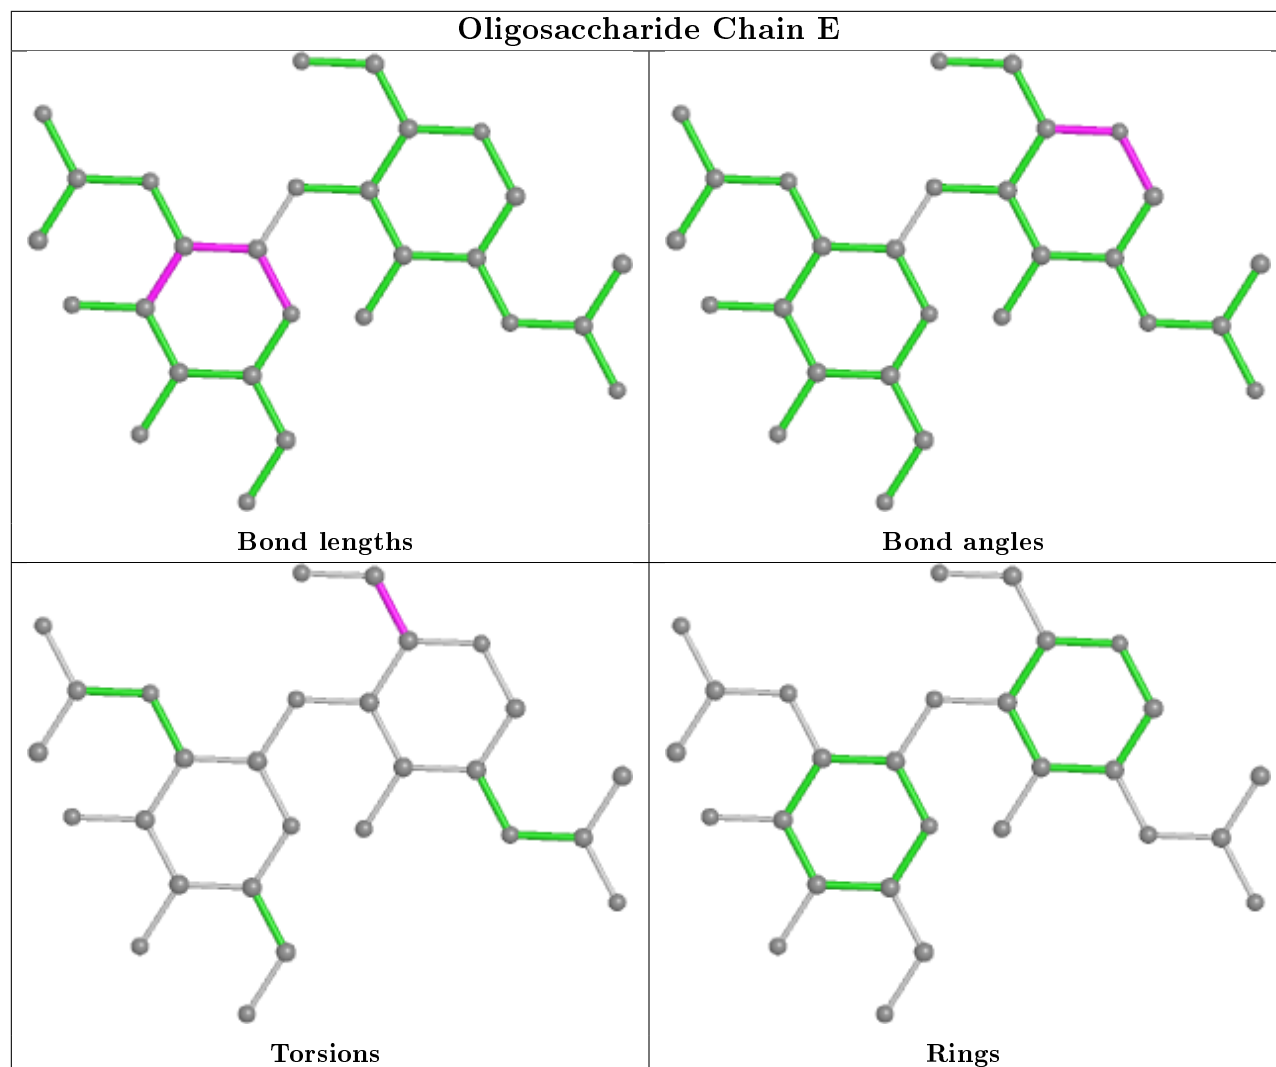 Oligosaccharide Chain E
Bond lengths
Bond angles
Torsions
Rings